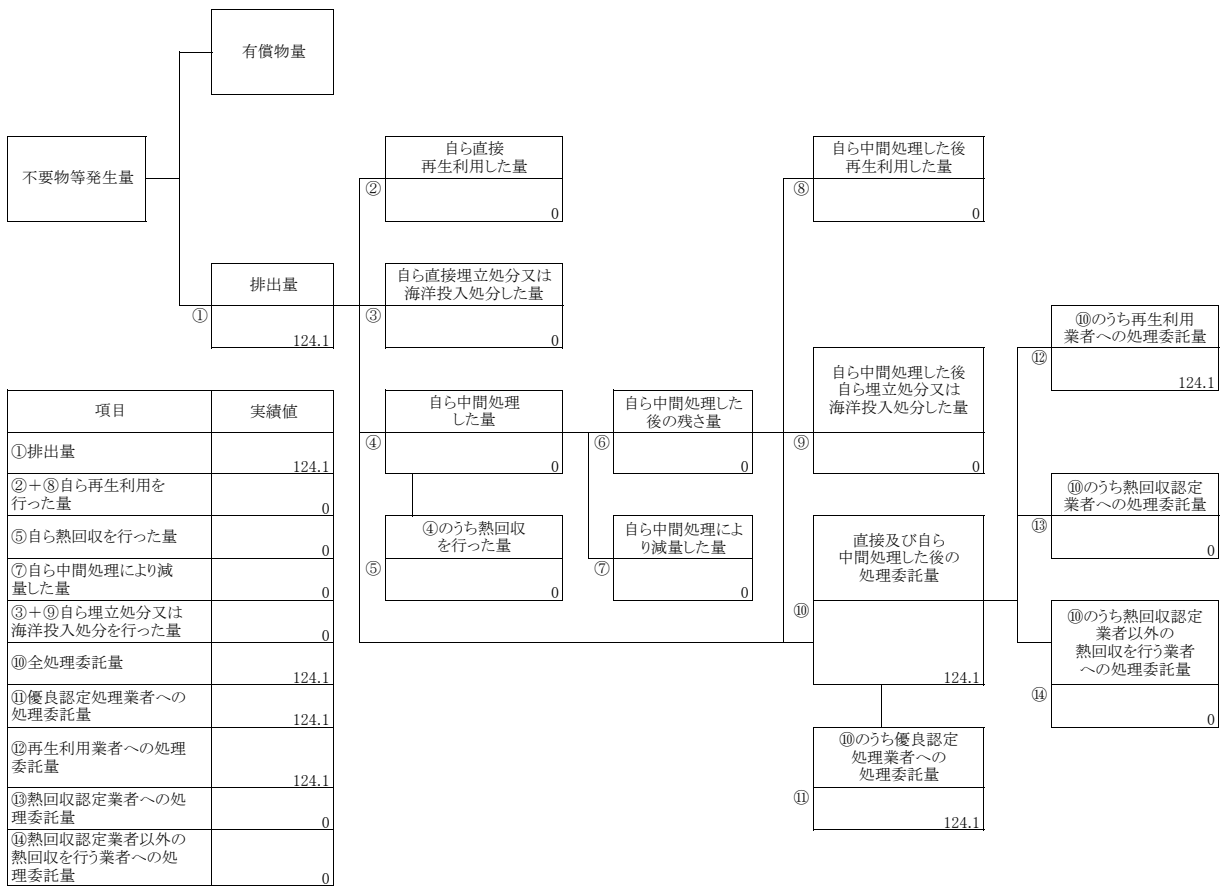 有償物量
不要物等発生量
排出量
①
124.1
自ら直接
再生利用した量
②
0
自ら直接埋立処分又は
海洋投入処分した量
③
0
自ら中間処理
した量
④
0
④のうち熱回収
を行った量
⑤
0
自ら中間処理した
後の残さ量
⑥
0
自ら中間処理によ
り減量した量
⑦
0
自ら中間処理した後
再生利用した量
⑧
0
自ら中間処理した後
自ら埋立処分又は
海洋投入処分した量
⑨
0
直接及び自ら
中間処理した後の
処理委託量
⑩
124.1
⑩のうち優良認定
処理業者への
処理委託量
⑪
124.1
⑩のうち再生利用
業者への処理委託量
⑫
124.1
⑩のうち熱回収認定
業者への処理委託量
⑬
0
⑩のうち熱回収認定
業者以外の
熱回収を行う業者
への処理委託量
⑭
0
項目 実績値
①排出量
124.1
②+⑧自ら再生利用を
行った量
0
⑤自ら熱回収を行った量
0
⑦自ら中間処理により減
量した量
0
③+⑨自ら埋立処分又は
海洋投入処分を行った量
0
⑩全処理委託量
124.1
⑪優良認定処理業者への
処理委託量
124.1
⑫再生利用業者への処理
委託量
124.1
⑬熱回収認定業者への処
理委託量
0
⑭熱回収認定業者以外の
熱回収を行う業者への処
理委託量
0